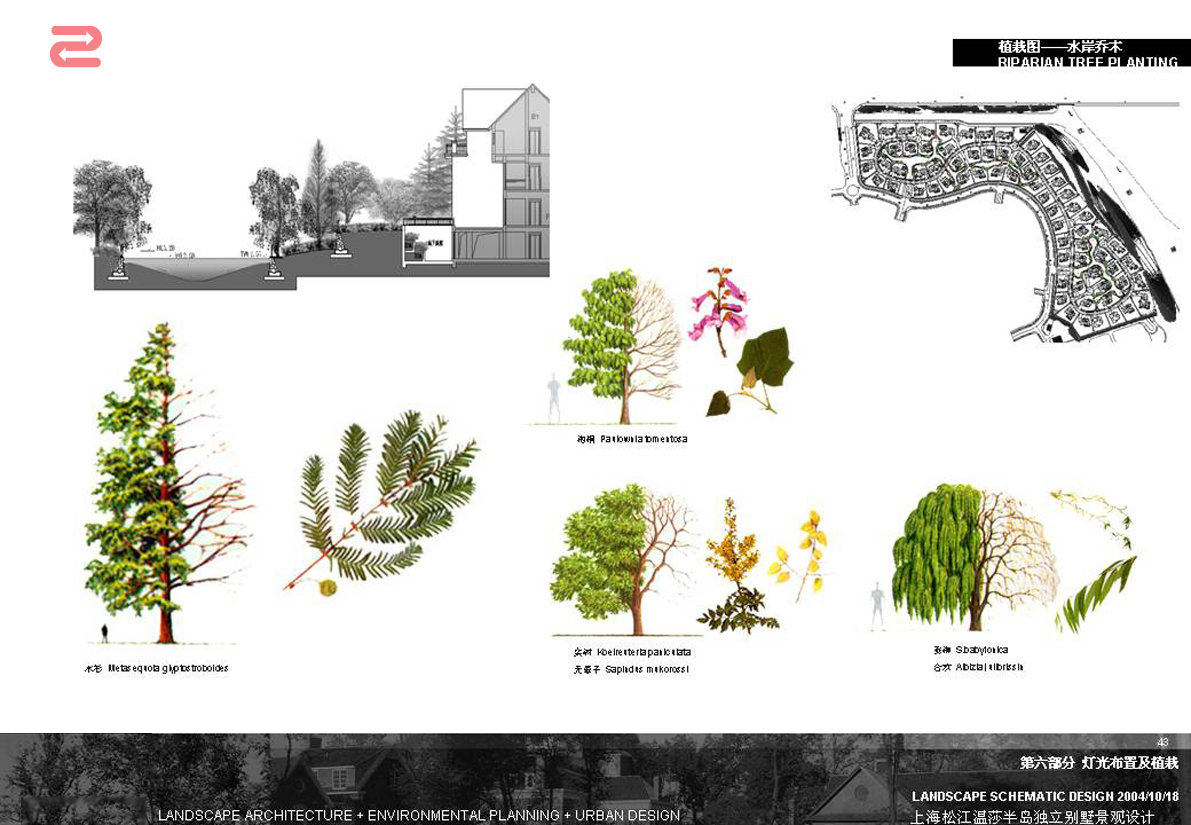 植栽图——水岸乔木
RIPARIAN TREE PLANTING
B1
泡桐 Paulownia tomentosa
水杉 Metasequoia glyptostroboides
栾树 Koelreuteria paniculata
无患子 Sapindus mukorossi
垂柳 S.babylonica
合欢 Albizia julibrissin
43
第六部分 灯光布置及植栽
LANDSCAPE SCHEMATIC DESIGN 2004/10/18
LANDSCAPE ARCHITECTURE + ENVIRONMENTAL PLANNING + URBAN DESIGN
上海松江温莎半岛独立别墅景观设计